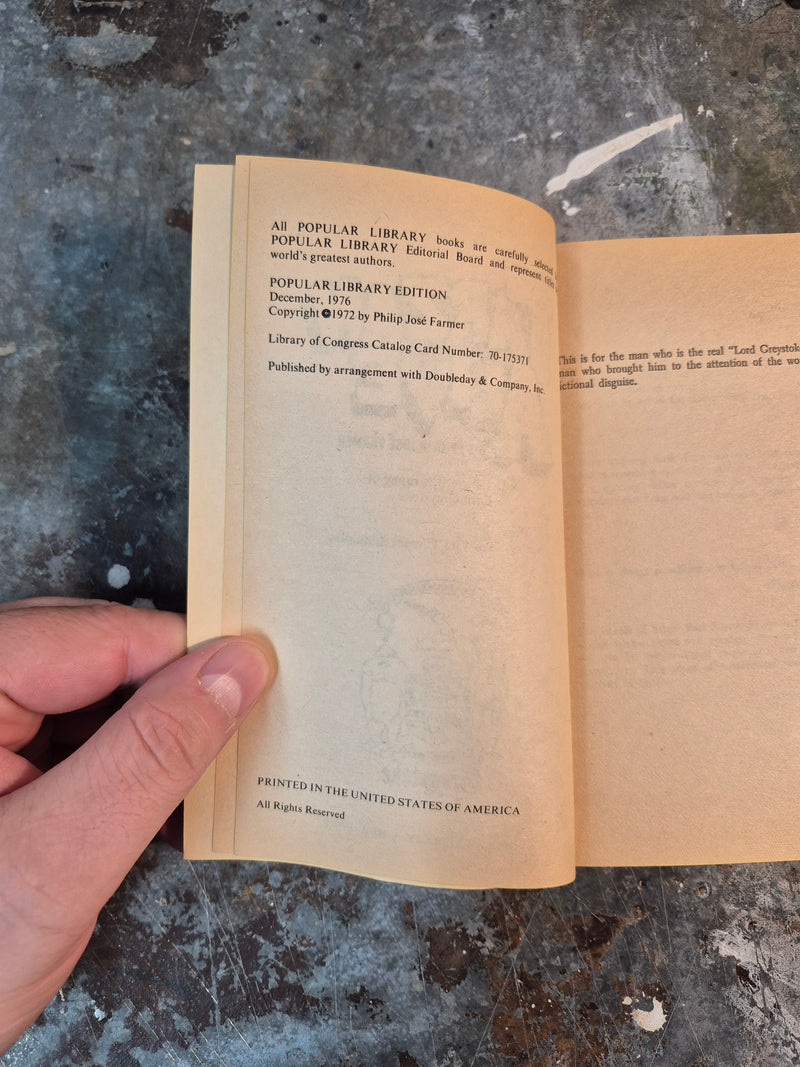 All POPULAR LIBRARY books are carefully selected
POPULAR LIBRARY Editorial Board and represent titles
world's greatest authors.
POPULAR LIBRARY EDITION
December, 1976
Copyright © 1972 by Philip José Farmer
Library of Congress Catalog Card Number: 70-175371
Published by arrangement with Doubleday & Company, Inc.
PRINTED IN THE UNITED STATES OF AMERICA
All Rights Reserved
This is for the man who is the real "Lord Greystok
man who brought him to the attention of the wo
ictional disguise.